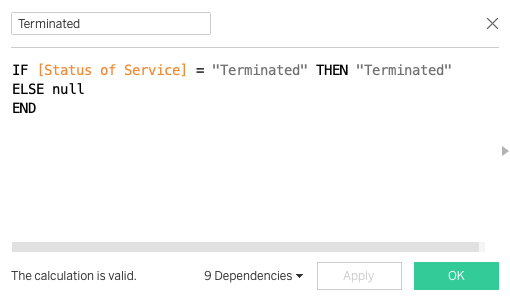 Terminated
IF [Status of Service] = "Terminated" THEN "Terminated"
ELSE null
END
The calculation is valid.
9 Dependencies
Apply
OK